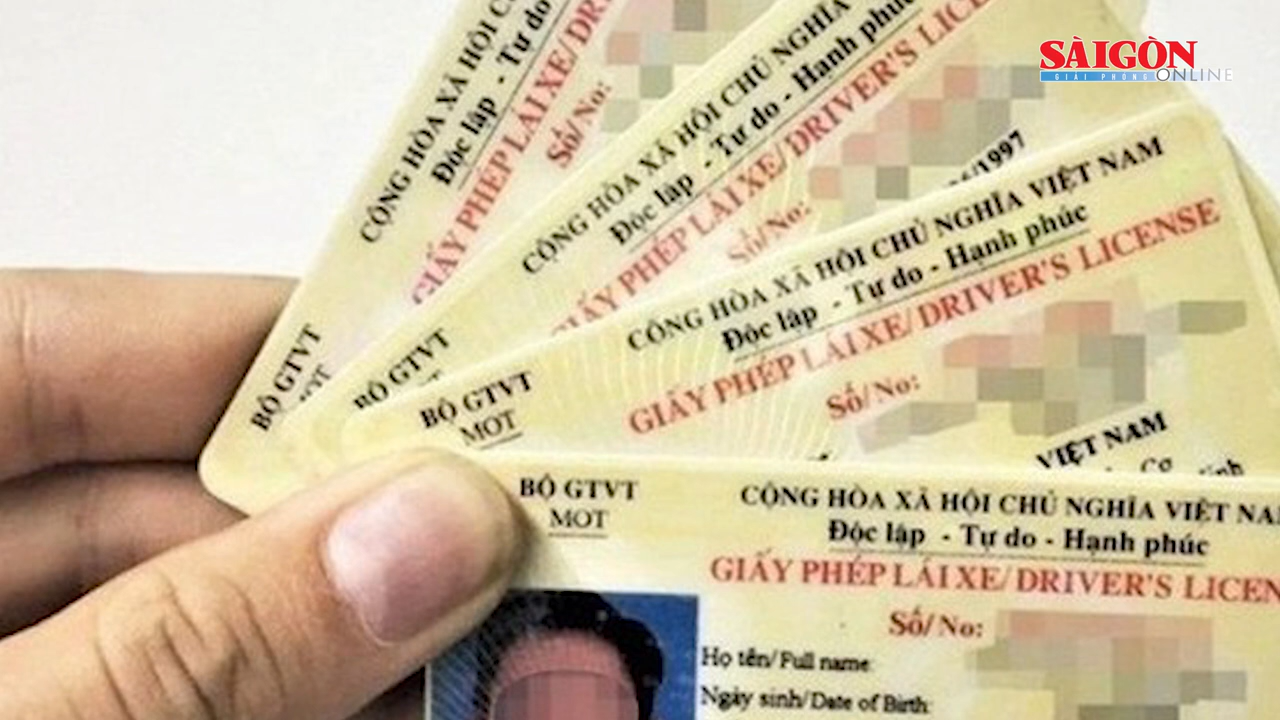 SÀIGÒN
GIẢI PHÓNG ONLINE
CỘNG HÒA XÃ HỘI
Độc lập - Tự do
GIẤY PHÉP LÁI XE/
Số/No:
BỘ GTVT
MOT
CỘNG HÒA XÃ HỘI CHỦ NGHĨA
Độc lập - Tự do - Hạnh phúc
GIẤY PHÉP LÁI XE/ DRIVER'S
Số/No:
/1997
BỘ GTVT
CỘNG HÒA XÃ HỘI CHỦ NGHĨA VIỆT NAM
Độc lập - Tự do - Hạnh phúc
GIẤY PHÉP LÁI XE/ DRIVER'S LICENSE
Số/No:
BỘ GTVT
MOT
VIỆT NAM
BỘ GTVT
MOT
CỘNG HÒA XÃ HỘI CHỦ NGHĨA VIỆT NA
Độc lập - Tự do - Hạnh phúc
GIẤY PHÉP LÁI XE/ DRIVER'S LICEN
Số/No:
Họ tên/Full name:
Ngày sinh/Date of Birth: